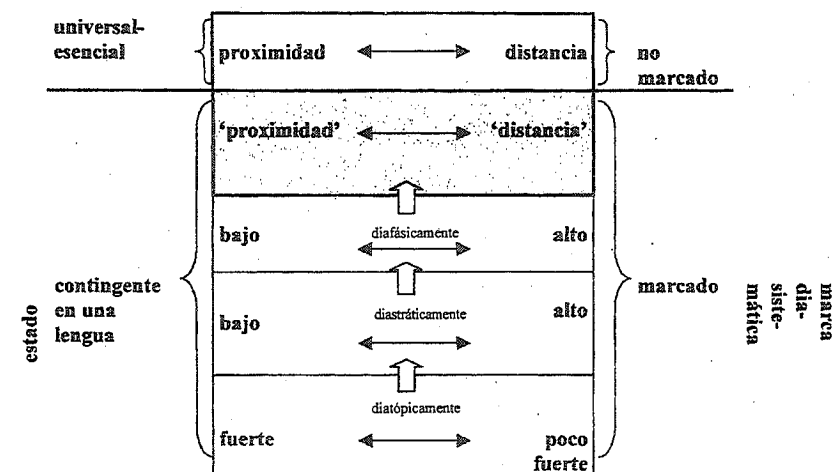 universal-
esencial
proximidad
distancia
no
marcado
‘proximidad’
‘distancia’
bajo
diafásicamente
alto
contingente
en una
lengua
estado
bajo
diastráticamente
alto
marcado
marca
dia-
siste-
mática
diatópicamente
fuerte
poco
fuerte